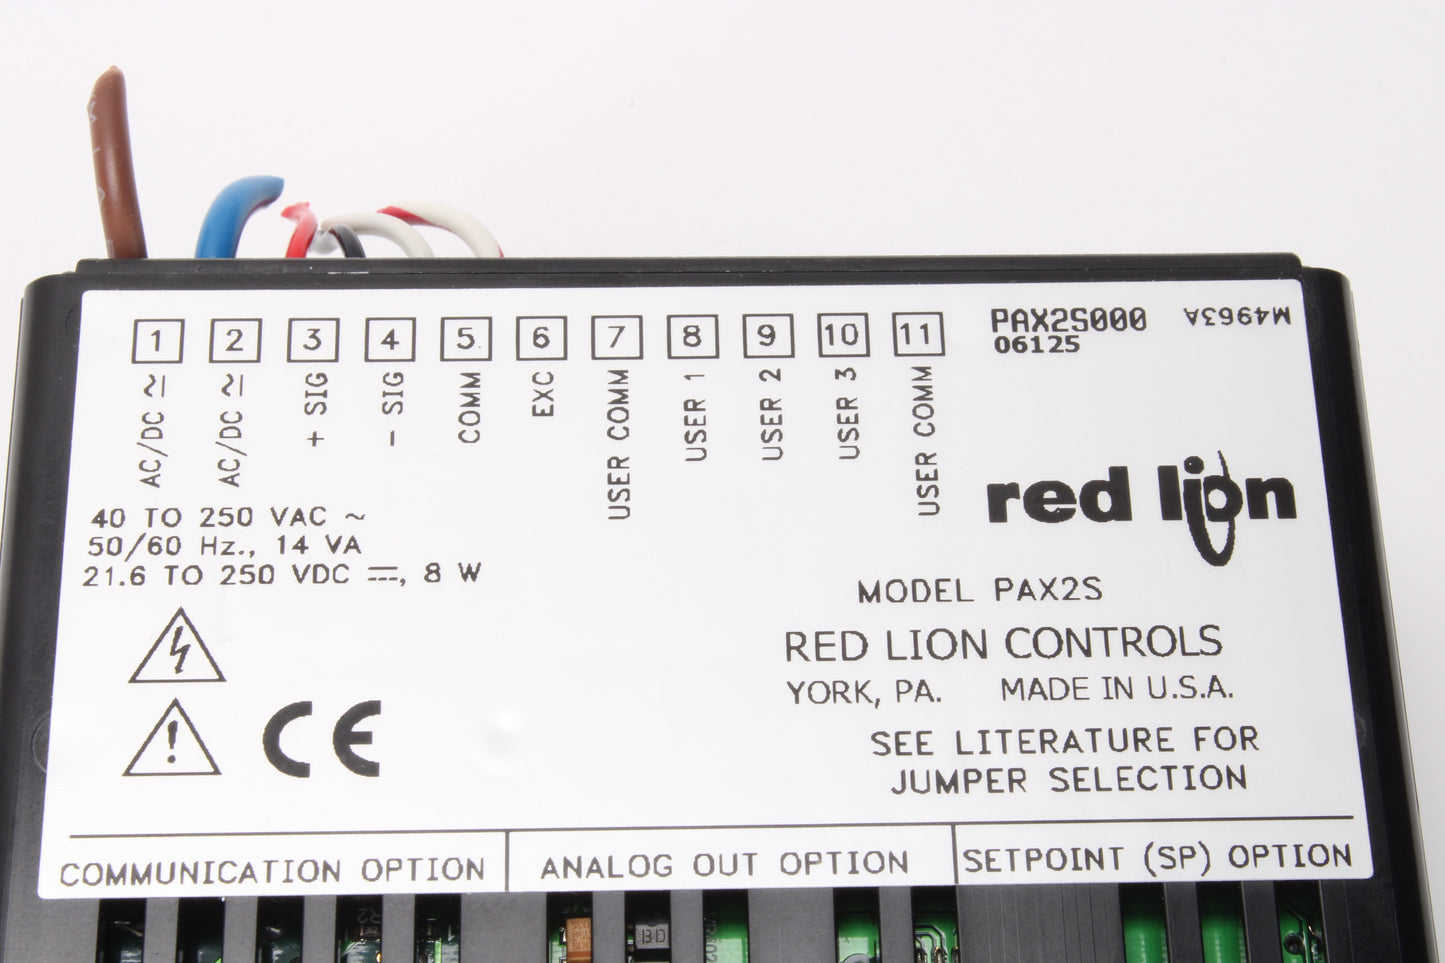 1 2 3 4 5 6 7 8 9 10 11
AC/DC
AC/DC
+ SIG
- SIG
COMM
EXC
USER COMM
USER 1
USER 2
USER 3
USER COMM
PAX2S000
06125
M4963A
40 TO 250 VAC ~
50/60 Hz., 14 VA
21.6 TO 250 VDC ⎓, 8 W
red lion
MODEL PAX2S
RED LION CONTROLS
YORK, PA. MADE IN U.S.A.
SEE LITERATURE FOR
JUMPER SELECTION
!
CE
COMMUNICATION OPTION
ANALOG OUT OPTION
SETPOINT (SP) OPTION